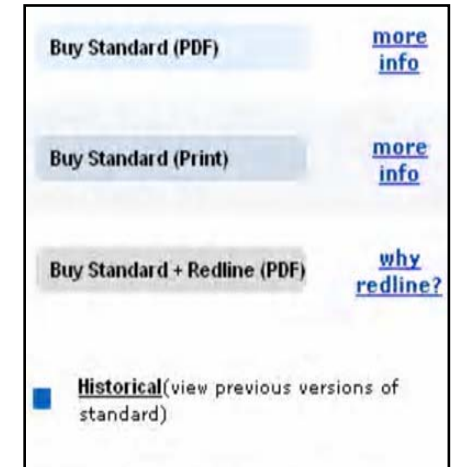 Buy Standard (PDF) more
info
Buy Standard (Print) more
info
Buy Standard + Redline (PDF) why
redline?
Historical(view previous versions of
standard)